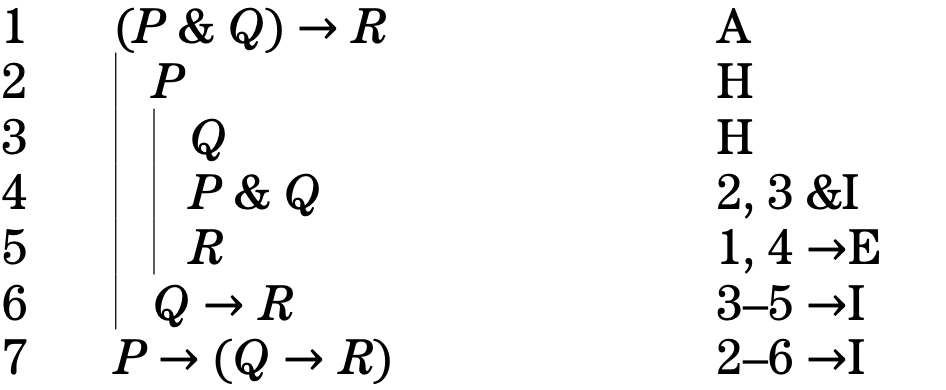 1 (P & Q) → R A
2 P H
3 Q H
4 P & Q 2, 3 &I
5 R 1, 4 →E
6 Q → R 3–5 →I
7 P → (Q → R) 2–6 →I